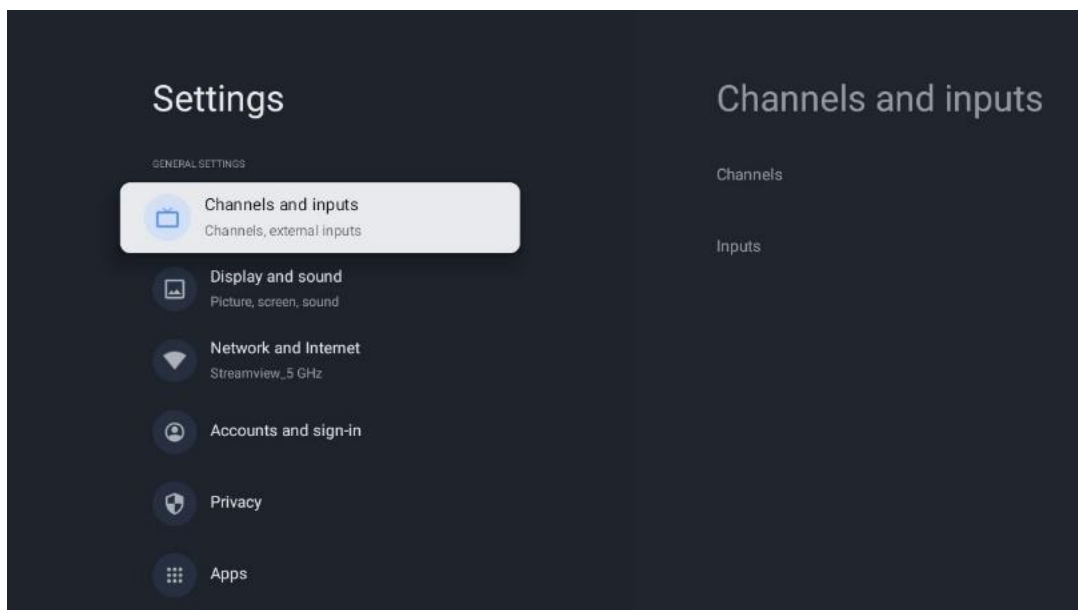 Settings
GENERAL SETTINGS
Channels and inputs
Channels, external inputs
Display and sound
Picture, screen, sound
Network and Internet
Streamview_5 GHz
Accounts and sign-in
Privacy
Apps
Channels and inputs
Channels
Inputs